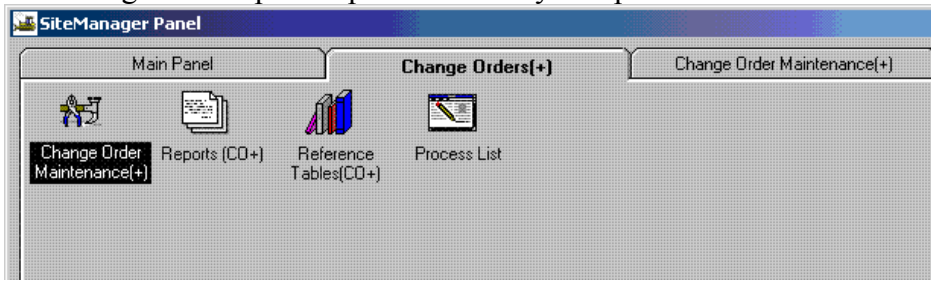 SiteManager Panel
Main Panel
Change Orders(+)
Change Order Maintenance(+)
Change Order
Maintenance(+)
Reports (CO+)
Reference
Tables(CO+)
Process List